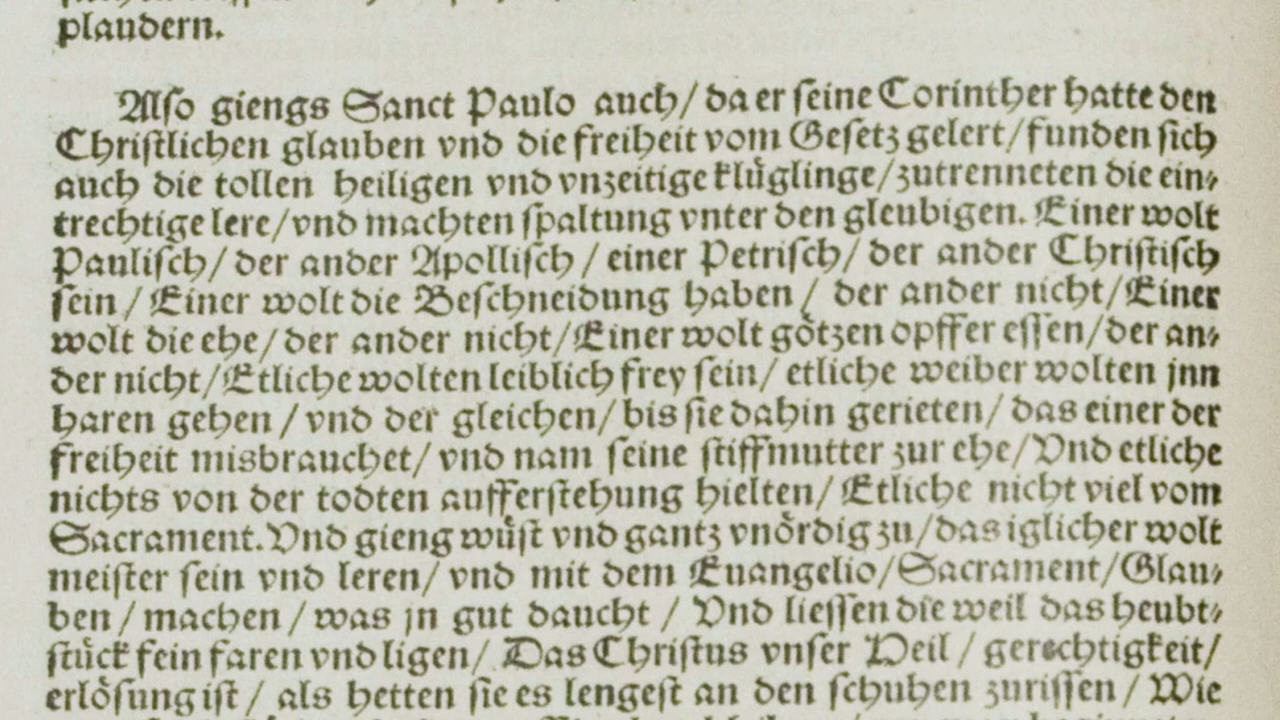 plaudern.
Also giengs Sanct Paulo auch/ da er seine Corinther hatte den
Christlichen glauben vnd die freiheit vom Gesetz gelert/ funden sich
auch die tollen heiligen vnd vnzeitige klůglinge/ zutrenneten die ein⸗
trechtige lere/ vnd machten spaltung vnter den gleubigen. Einer wolt
Paulisch/ der ander Apollisch/ einer Petrisch/ der ander Christisch
sein/ Einer wolt die Beschneidung haben/ der ander nicht/ Einer
wolt die ehe/ der ander nicht/ Einer wolt gőtzen opffer essen/ der an⸗
der nicht/ Etliche wolten leiblich frey sein/ etliche weiber wolten jnn
haren gehen/ vnd der gleichen/ bis sie dahin gerieten/ das einer der
freiheit misbrauchet/ vnd nam seine stiffmutter zur ehe/ Vnd etliche
nichts von der todten aufferstehung hielten/ Etliche nicht viel vom
Sacrament. Vnd gieng wůst vnd gantz vnördig zu/ das iglicher wolt
meister sein vnd leren/ vnd mit dem Euangelio/ Sacrament/ Glau⸗
ben/ machen/ was jn gut daucht/ Vnd liessen die weil das heubt⸗
stůck fein faren vnd ligen/ Das Christus vnser Heil/ gerechtigkeit/
erlösung ist/ als hetten sie es lengest an den schuhen zurissen/ Wie